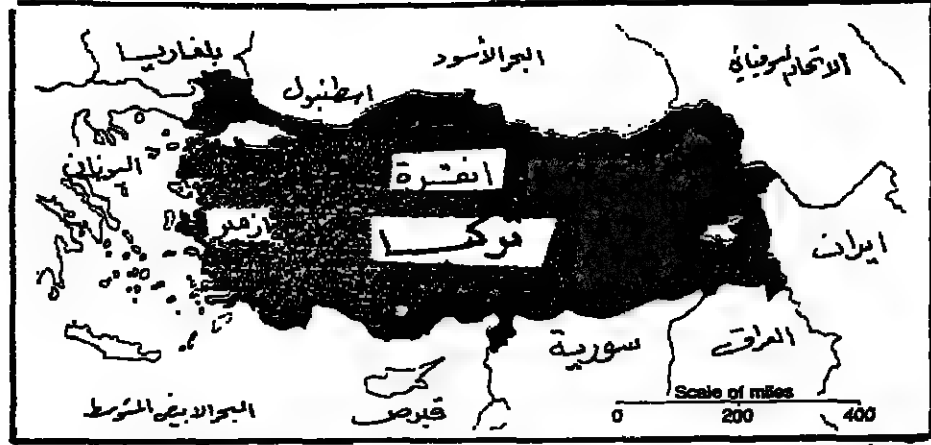 بلغاريا
البحر الأسود
الاتحاد السوفياتي
اسطنبول
اليونان
انقرة
ازمير
تركيا
ايران
سورية
العراق
قبرص
البحر الابيض المتوسط
Scale of miles
0 200 400